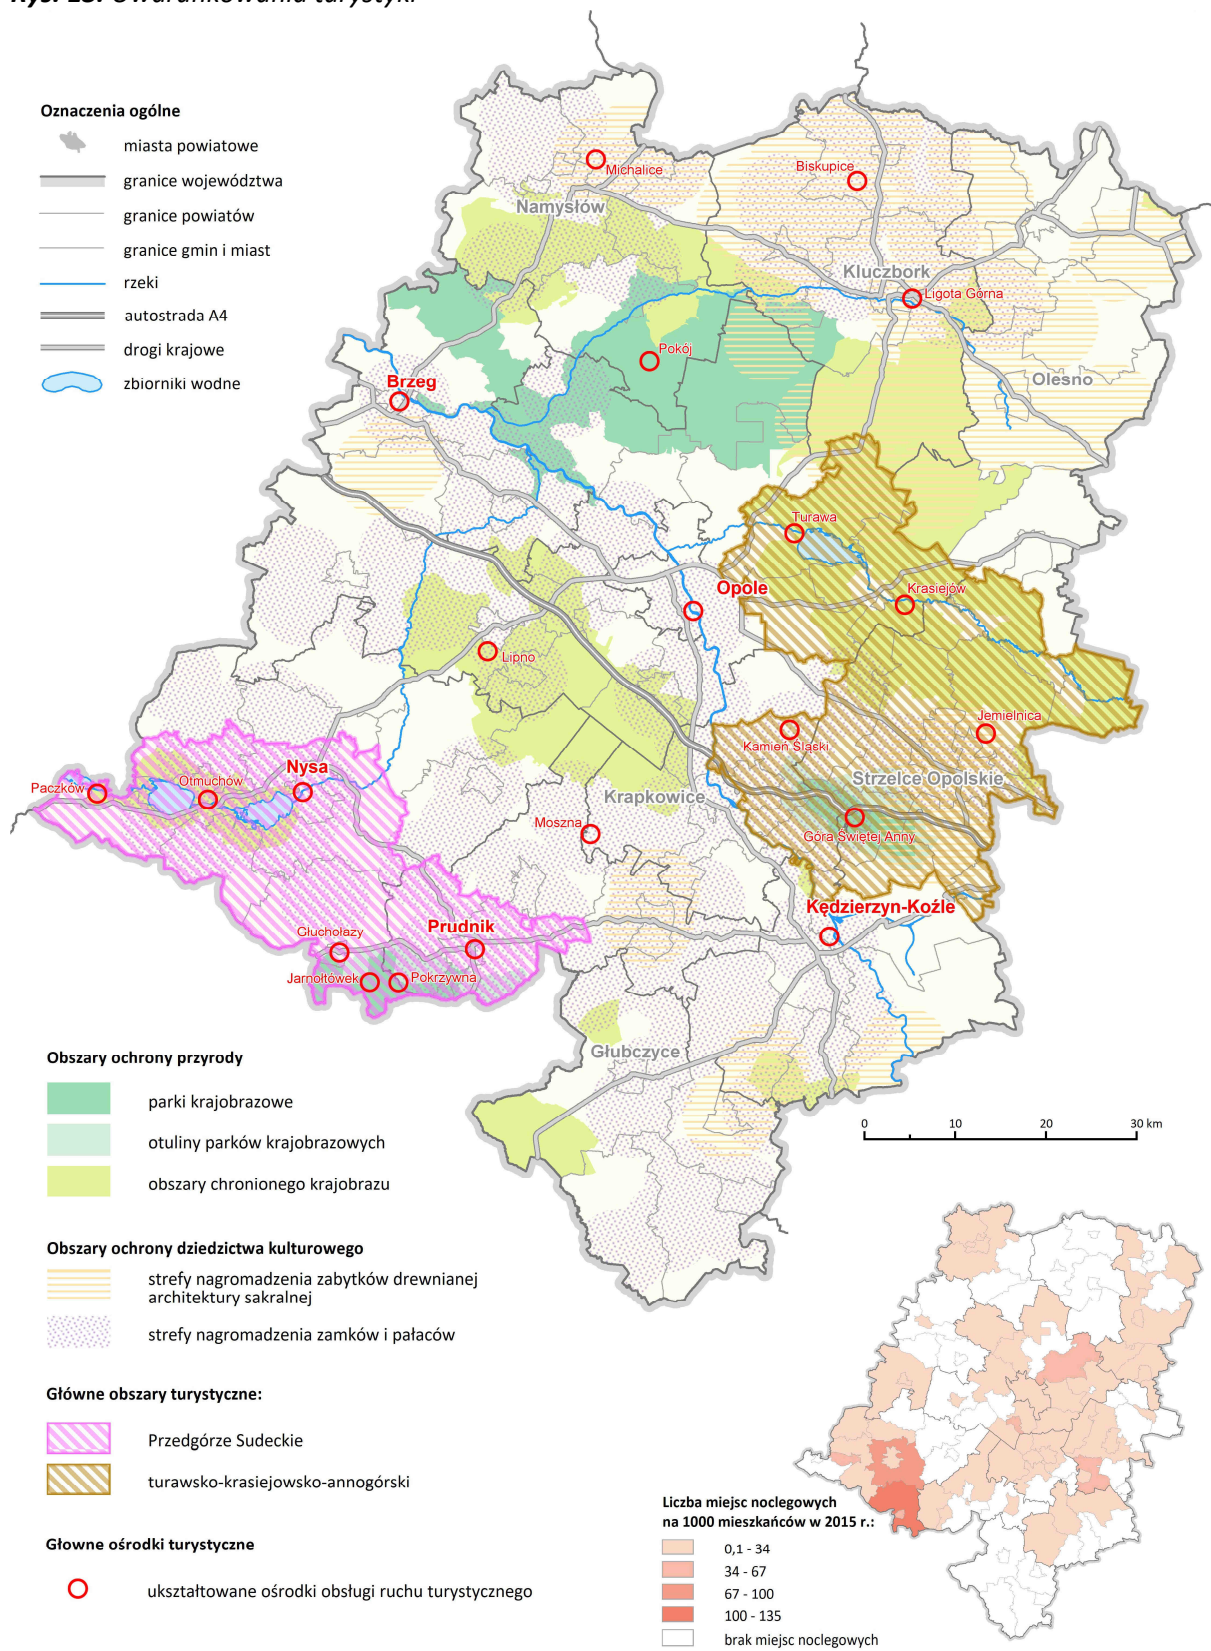 Rys. 13. Uwarunkowania turystyki
Oznaczenia ogólne
miasta powiatowe
granice województwa
granice powiatów
granice gmin i miast
rzeki
autostrada A4
drogi krajowe
zbiorniki wodne
Michalice
Biskupice
Namysłów
Kluczbork
Ligota Górna
Pokój
Olesno
Brzeg
Turawa
Opole
Krasiejów
Lipno
Jemielnica
Kamień Śląski
Strzelce Opolskie
Nysa
Otmuchów
Paczków
Krapkowice
Moszna
Góra Świętej Anny
Kędzierzyn-Koźle
Prudnik
Głuchołazy
Jarnołtówek
Pokrzywna
Głubczyce
0 10 20 30 km
Obszary ochrony przyrody
parki krajobrazowe
otuliny parków krajobrazowych
obszary chronionego krajobrazu
Obszary ochrony dziedzictwa kulturowego
strefy nagromadzenia zabytków drewnianej
architektury sakralnej
strefy nagromadzenia zamków i pałaców
Główne obszary turystyczne:
Przedgórze Sudeckie
turawsko-krasiejowsko-annogórski
Głowne ośrodki turystyczne
ukształtowane ośrodki obsługi ruchu turystycznego
Liczba miejsc noclegowych
na 1000 mieszkańców w 2015 r.:
0,1 - 34
34 - 67
67 - 100
100 - 135
brak miejsc noclegowych